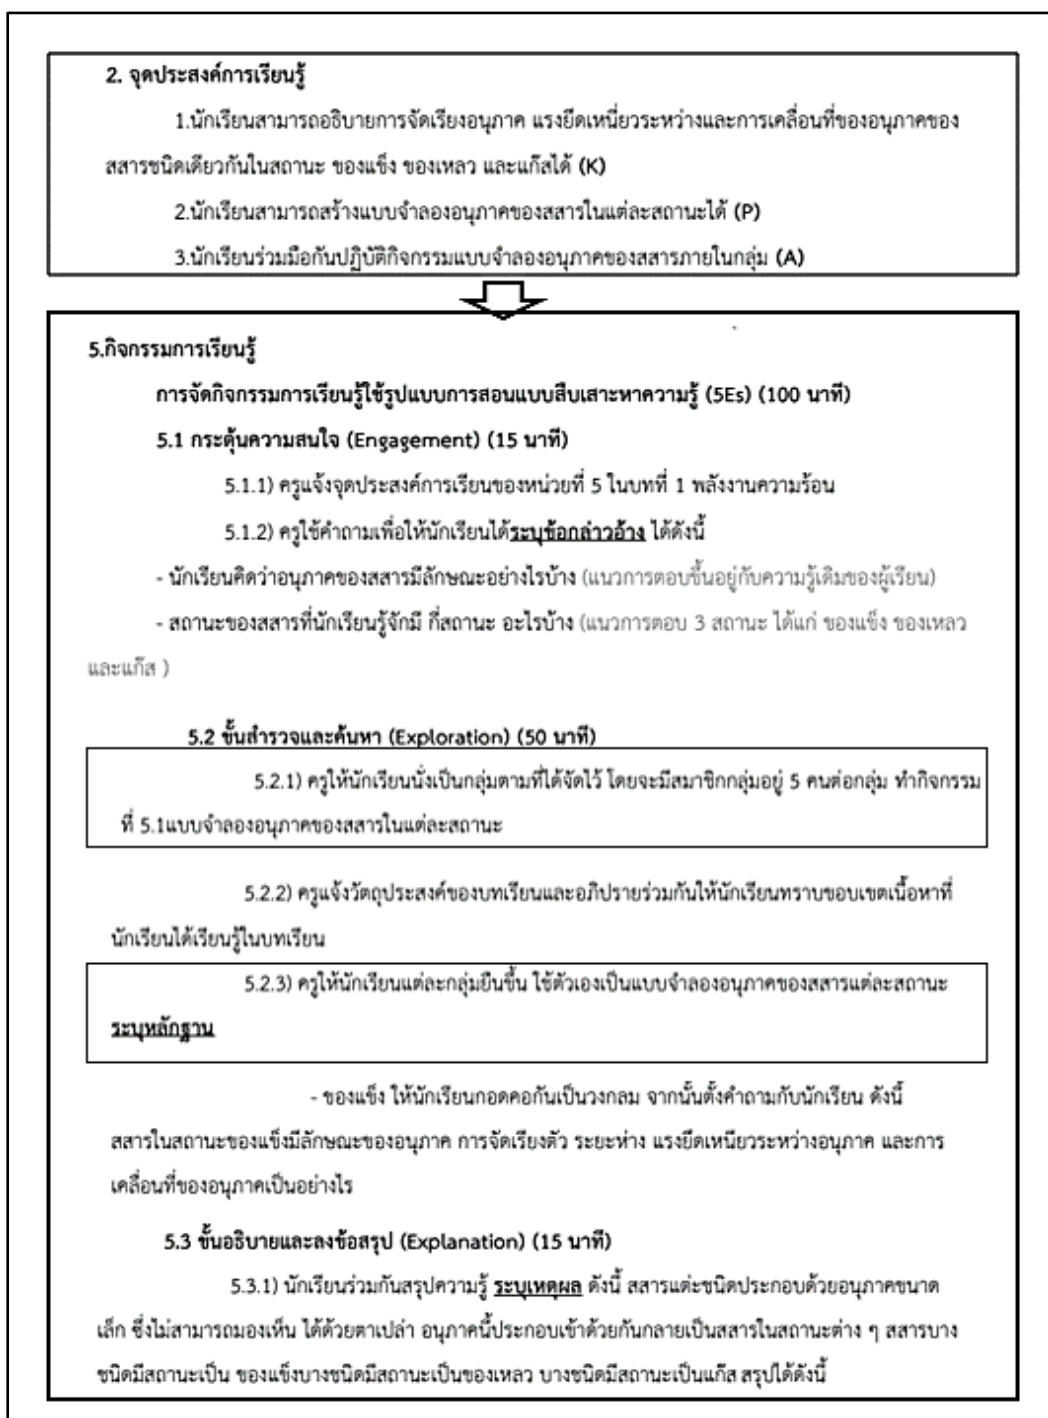 2. จุดประสงค์การเรียนรู้
1.นักเรียนสามารถอธิบายการจัดเรียงอนุภาค แรงยึดเหนี่ยวระหว่างและการเคลื่อนที่ของอนุภาคของ
สสารชนิดเดียวกันในสถานะ ของแข็ง ของเหลว และแก๊สได้ (K)
2.นักเรียนสามารถสร้างแบบจำลองอนุภาคของสสารในแต่ละสถานะได้ (P)
3.นักเรียนร่วมมือกันปฏิบัติกิจกรรมแบบจำลองอนุภาคของสสารภายในกลุ่ม (A)
5.กิจกรรมการเรียนรู้
การจัดกิจกรรมการเรียนรู้ใช้รูปแบบการสอนแบบสืบเสาะหาความรู้ (5Es) (100 นาที)
5.1 กระตุ้นความสนใจ (Engagement) (15 นาที)
5.1.1) ครูแจ้งจุดประสงค์การเรียนของหน่วยที่ 5 ในบทที่ 1 พลังงานความร้อน
5.1.2) ครูใช้คำถามเพื่อให้นักเรียนได้ระบุข้อกล่าวอ้าง ได้ดังนี้
- นักเรียนคิดว่าอนุภาคของสสารมีลักษณะอย่างไรบ้าง (แนวการตอบขึ้นอยู่กับความรู้เดิมของผู้เรียน)
- สถานะของสสารที่นักเรียนรู้จักมี กี่สถานะ อะไรบ้าง (แนวการตอบ 3 สถานะ ได้แก่ ของแข็ง ของเหลว
และแก๊ส )
5.2 ขั้นสำรวจและค้นหา (Exploration) (50 นาที)
5.2.1) ครูให้นักเรียนนั่งเป็นกลุ่มตามที่ได้จัดไว้ โดยจะมีสมาชิกกลุ่มอยู่ 5 คนต่อกลุ่ม ทำกิจกรรม
ที่ 5.1แบบจำลองอนุภาคของสสารในแต่ละสถานะ
5.2.2) ครูแจ้งวัตถุประสงค์ของบทเรียนและอภิปรายร่วมกันให้นักเรียนทราบขอบเขตเนื้อหาที่
นักเรียนได้เรียนรู้ในบทเรียน
5.2.3) ครูให้นักเรียนแต่ละกลุ่มยืนขึ้น ใช้ตัวเองเป็นแบบจำลองอนุภาคของสสารแต่ละสถานะ
ระบุหลักฐาน
- ของแข็ง ให้นักเรียนกอดคอกันเป็นวงกลม จากนั้นตั้งคำถามกับนักเรียน ดังนี้
สสารในสถานะของแข็งมีลักษณะของอนุภาค การจัดเรียงตัว ระยะห่าง แรงยึดเหนียวระหว่างอนุภาค และการ
เคลื่อนที่ของอนุภาคเป็นอย่างไร
5.3 ขั้นอธิบายและลงข้อสรุป (Explanation) (15 นาที)
5.3.1) นักเรียนร่วมกันสรุปความรู้ ระบุเหตุผล ดังนี้ สสารแต่ะชนิดประกอบด้วยอนุภาคขนาด
เล็ก ซึ่งไม่สามารถมองเห็น ได้ด้วยตาเปล่า อนุภาคนี้ประกอบเข้าด้วยกันกลายเป็นสสารในสถานะต่าง ๆ สสารบาง
ชนิดมีสถานะเป็น ของแข็งบางชนิดมีสถานะเป็นของเหลว บางชนิดมีสถานะเป็นแก๊ส สรุปได้ดังนี้